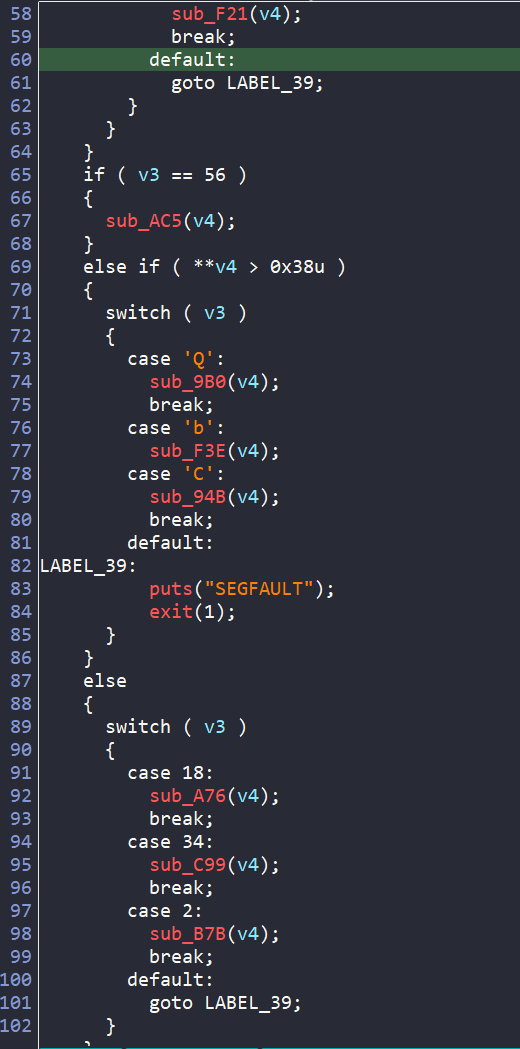 58 sub_F21(v4);
59 break;
60 default:
61 goto LABEL_39;
62 }
63 }
64 }
65 if ( v3 == 56 )
66 {
67 sub_AC5(v4);
68 }
69 else if ( **v4 > 0x38u )
70 {
71 switch ( v3 )
72 {
73 case 'Q':
74 sub_9B0(v4);
75 break;
76 case 'b':
77 sub_F3E(v4);
78 case 'C':
79 sub_94B(v4);
80 break;
81 default:
82 LABEL_39:
83 puts("SEGFAULT");
84 exit(1);
85 }
86 }
87 else
88 {
89 switch ( v3 )
90 {
91 case 18:
92 sub_A76(v4);
93 break;
94 case 34:
95 sub_C99(v4);
96 break;
97 case 2:
98 sub_B7B(v4);
99 break;
100 default:
101 goto LABEL_39;
102 }